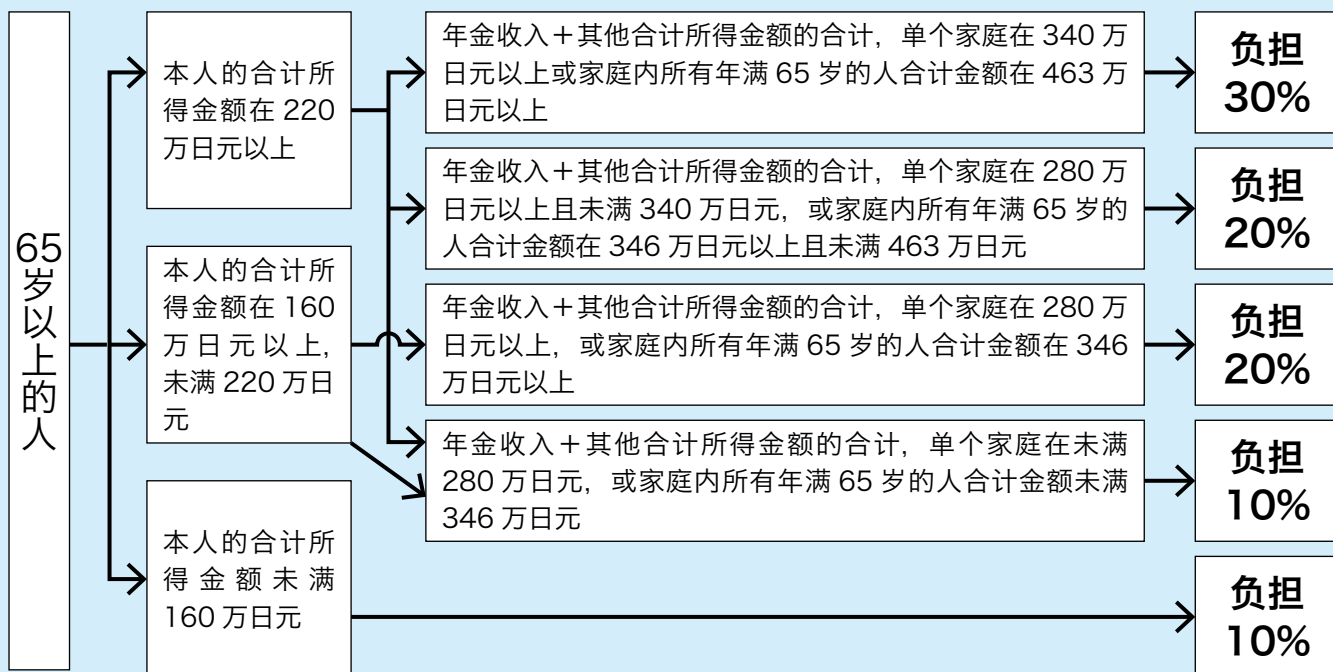 65岁以上的人
本人的合计所
得金额在 220
万日元以上
年金收入＋其他合计所得金额的合计，单个家庭在 340 万
日元以上或家庭内所有年满 65 岁的人合计金额在 463 万
日元以上
负担
30%
年金收入＋其他合计所得金额的合计，单个家庭在 280 万
日元以上且未满 340 万日元，或家庭内所有年满 65 岁的
人合计金额在 346 万日元以上且未满 463 万日元
负担
20%
本人的合计所
得金额在 160
万日元以上，
未满 220 万日
元
年金收入＋其他合计所得金额的合计，单个家庭在 280 万
日元以上，或家庭内所有年满 65 岁的人合计金额在 346
万日元以上
负担
20%
年金收入＋其他合计所得金额的合计，单个家庭在未满
280 万日元，或家庭内所有年满 65 岁的人合计金额未满
346 万日元
负担
10%
本人的合计所
得金额未满
160 万日元
负担
10%